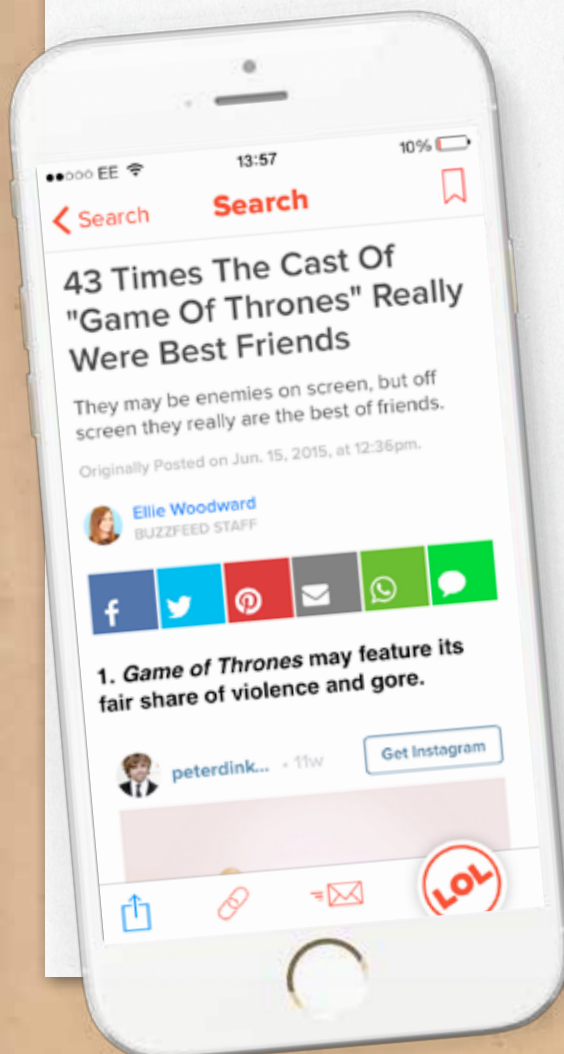 EE 13:57 10%
Search Search
43 Times The Cast Of
"Game Of Thrones" Really
Were Best Friends
They may be enemies on screen, but off
screen they really are the best of friends.
Originally Posted on Jun. 15, 2015, at 12:36pm.
Ellie Woodward
BUZZFEED STAFF
f
1. Game of Thrones may feature its
fair share of violence and gore.
peterdink... · 11w Get Instagram
LOL